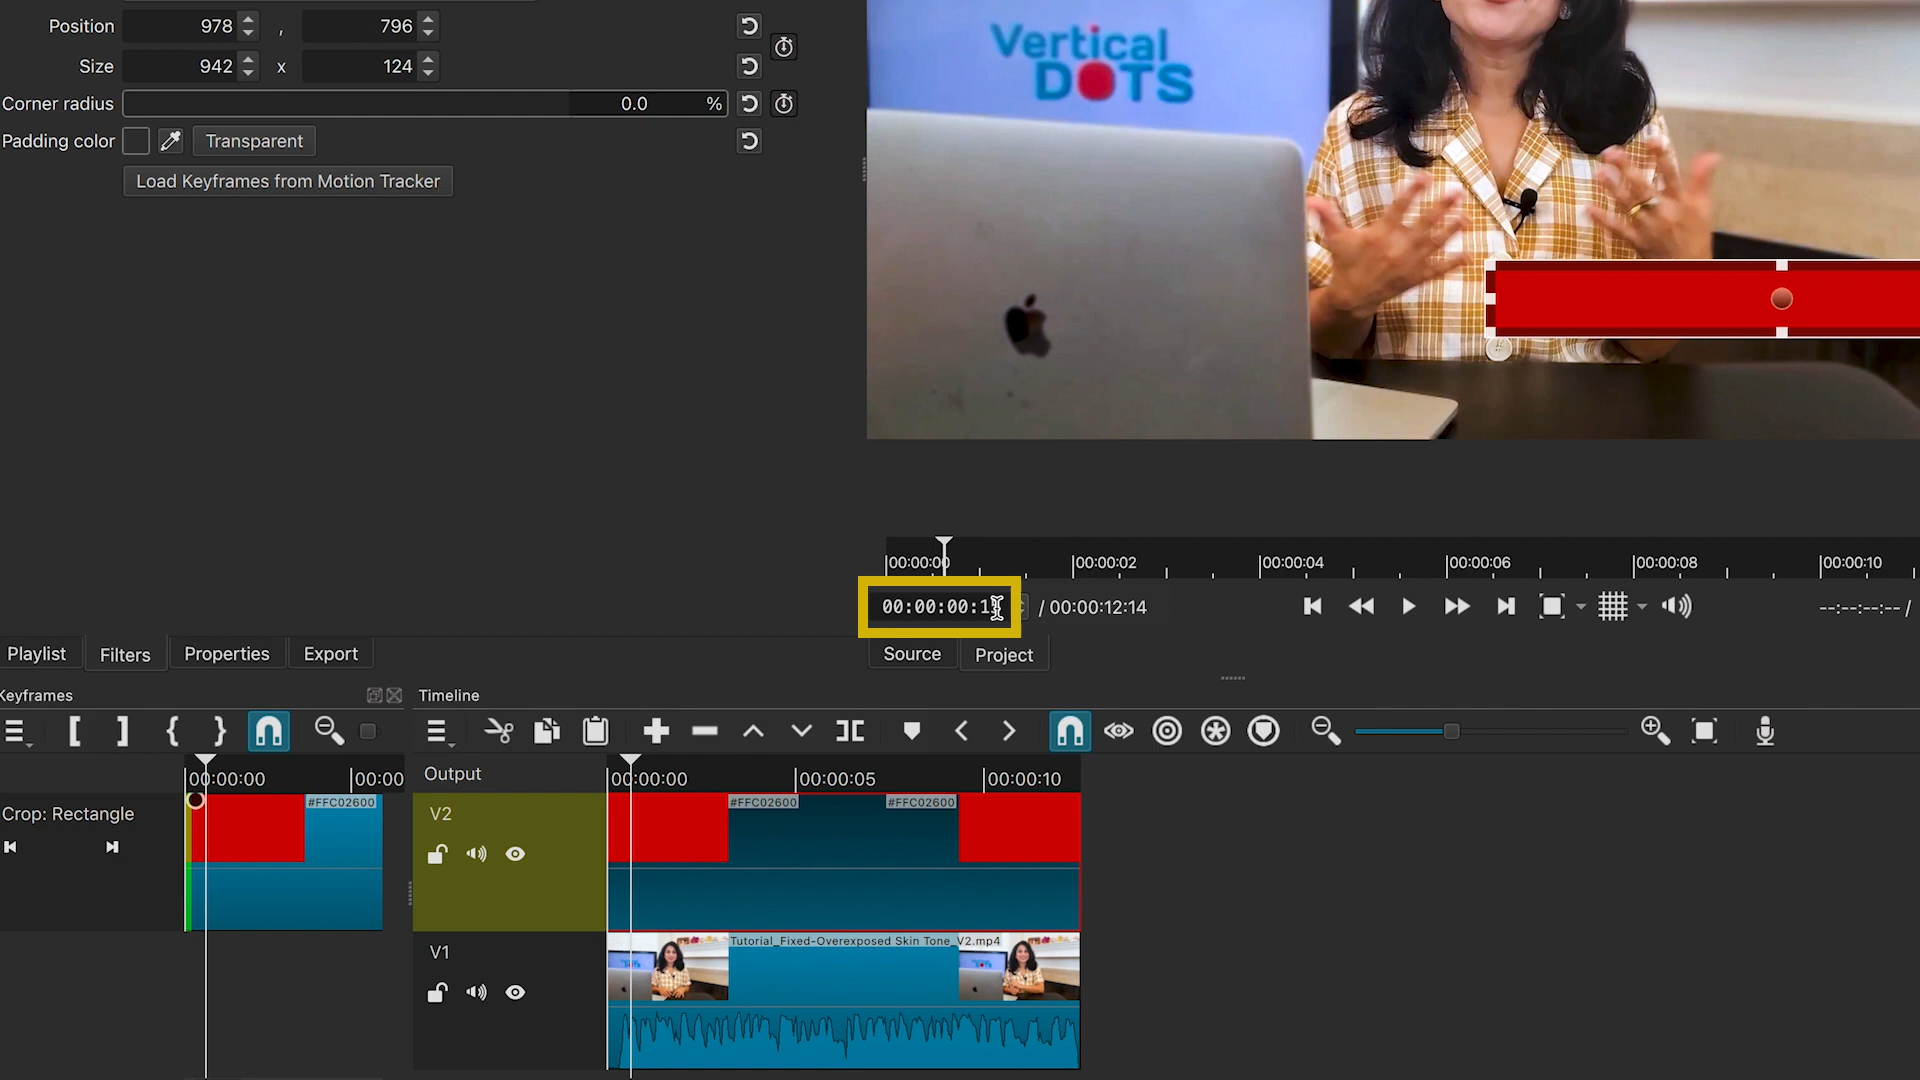 Position 978 , 796
Size 942 x 124
Corner radius 0.0 %
Padding color Transparent
Load Keyframes from Motion Tracker
Vertical
DOTS
00:00:00 00:00:02 00:00:04 00:00:06 00:00:08 00:00:10
/ 00:00:12:14 --:--:--:-- /
Source Project
Playlist Filters Properties Export
Keyframes
00:00:00 00:00
Crop: Rectangle
#FFC02600
Timeline
Output 00:00:00 00:00:05 00:00:10
V2 #FFC02600 #FFC02600
V1 Tutorial_Fixed-Overexposed Skin Tone_V2.mp4